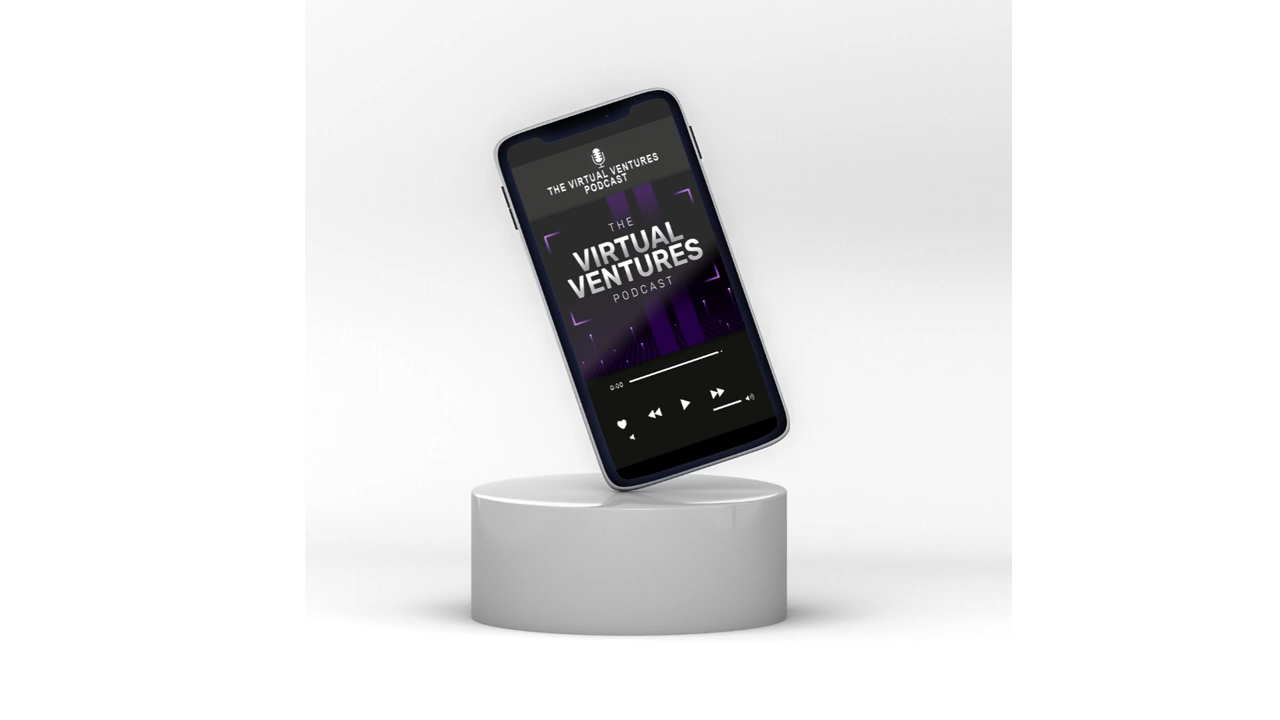 THE VIRTUAL VENTURES
PODCAST
THE
VIRTUAL
VENTURES
PODCAST
0:00